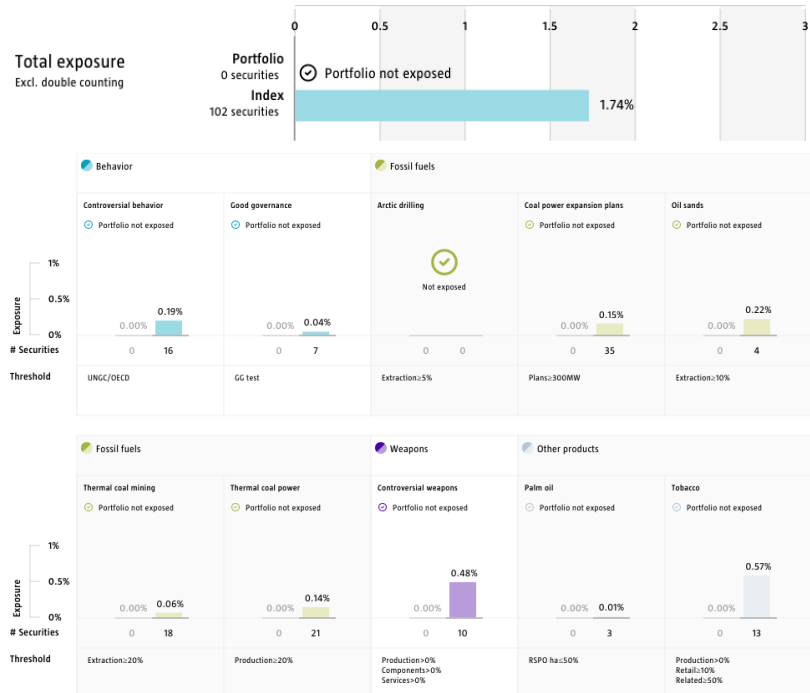 0 0.5 1 1.5 2 2.5 3
Total exposure
Excl. double counting
Portfolio
0 securities
Portfolio not exposed
Index
102 securities
1.74%
Behavior Fossil fuels
Controversial behavior Good governance Arctic drilling Coal power expansion plans Oil sands
Portfolio not exposed Portfolio not exposed Portfolio not exposed Portfolio not exposed
Not exposed
Exposure
1%
0.5%
0%
0.00% 0.19% 0.00% 0.04% 0.00% 0.15% 0.00% 0.22%
# Securities 0 16 0 7 0 0 0 35 0 4
Threshold UNGC/OECD GG test Extraction≥5% Plans≥300MW Extraction≥10%
Fossil fuels Weapons Other products
Thermal coal mining Thermal coal power Controversial weapons Palm oil Tobacco
Portfolio not exposed Portfolio not exposed Portfolio not exposed Portfolio not exposed Portfolio not exposed
Exposure
1%
0.5%
0%
0.00% 0.06% 0.00% 0.14% 0.00% 0.48% 0.00% 0.01% 0.00% 0.57%
# Securities 0 18 0 21 0 10 0 3 0 13
Threshold Extraction≥20% Production≥20% Production>0% RSPO ha≤50% Production>0%
Components>0% Retail≥10%
Services>0% Related≥50%